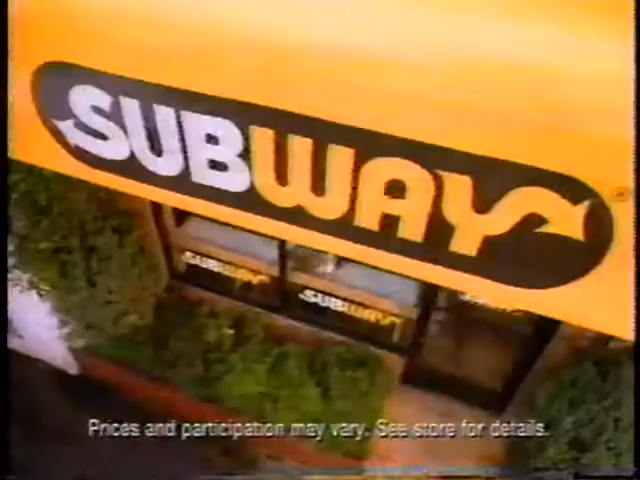 SUBWAY®
SUBWAY
SUBWAY
Prices and participation may vary. See store for details.